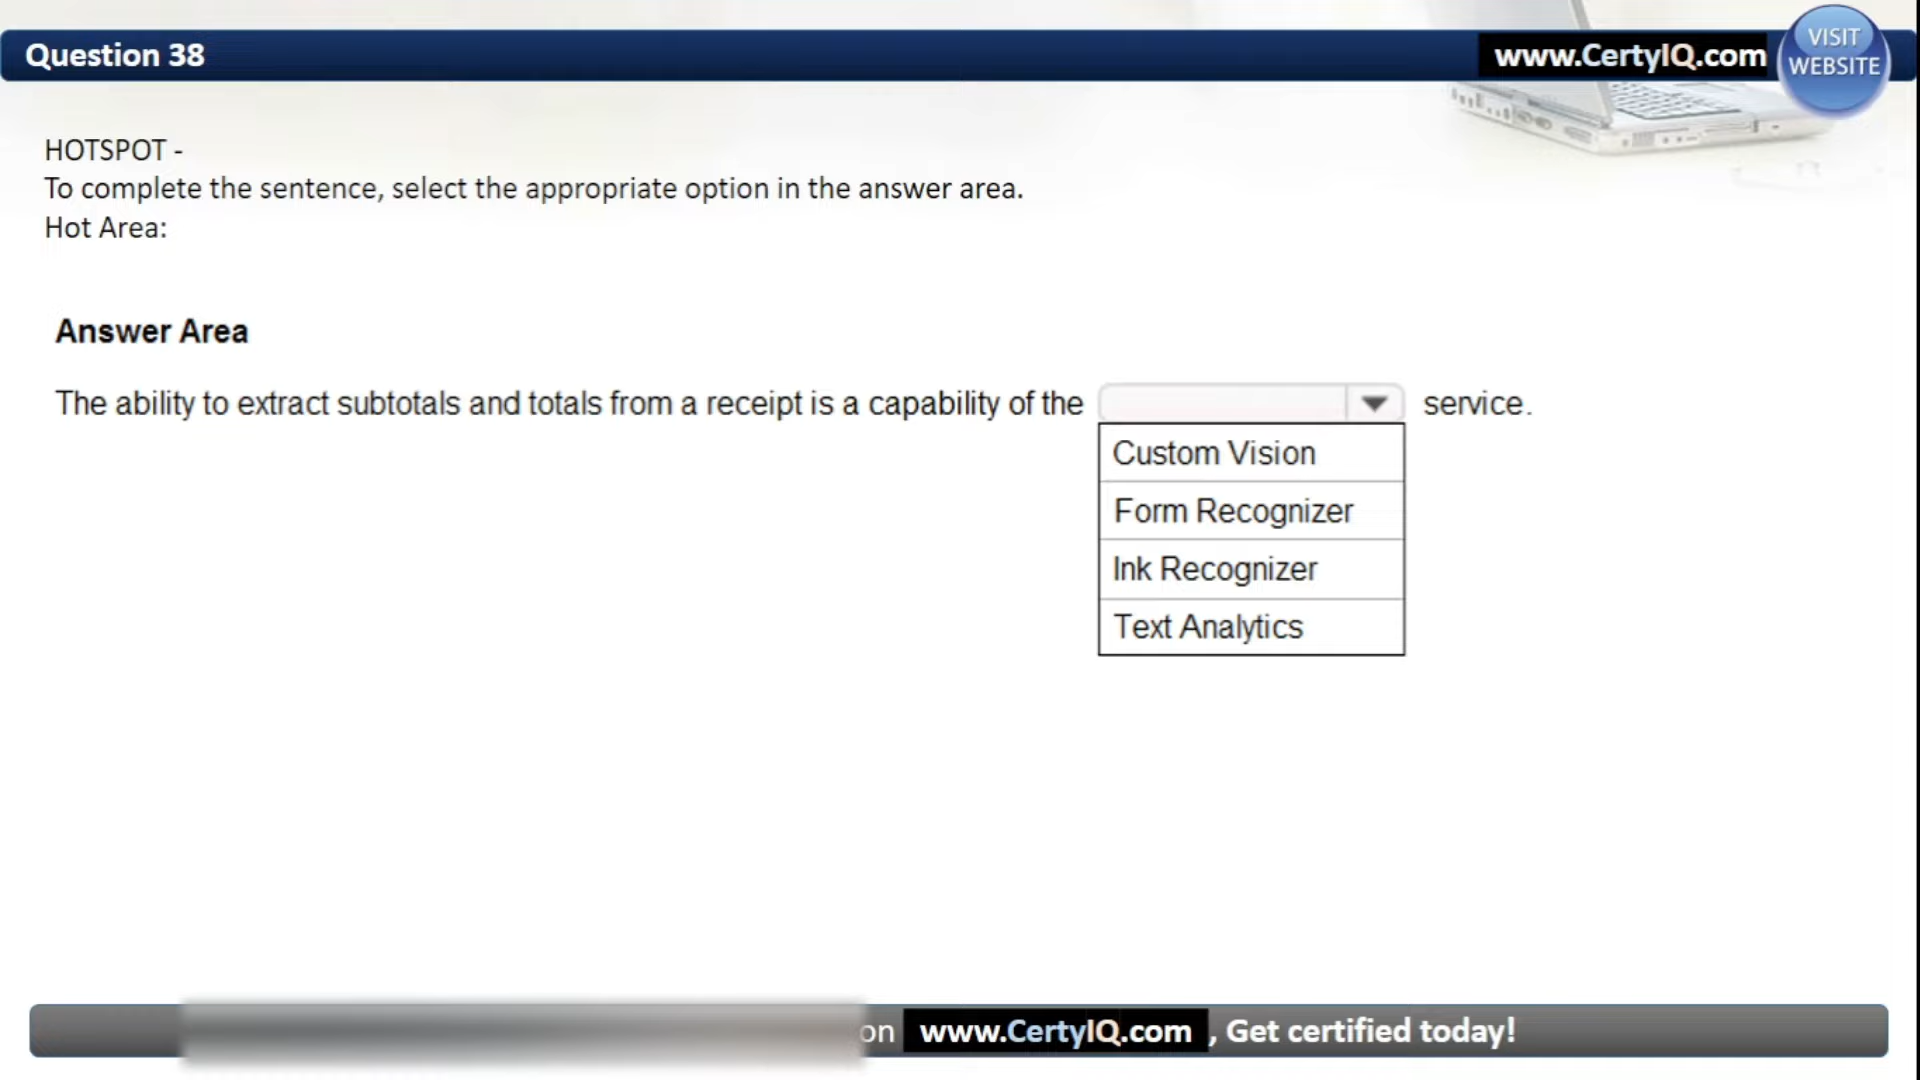 Question 38
www.CertyIQ.com
VISIT
WEBSITE
HOTSPOT -
To complete the sentence, select the appropriate option in the answer area.
Hot Area:
Answer Area
The ability to extract subtotals and totals from a receipt is a capability of the
service.
Custom Vision
Form Recognizer
Ink Recognizer
Text Analytics
on www.CertyIQ.com , Get certified today!